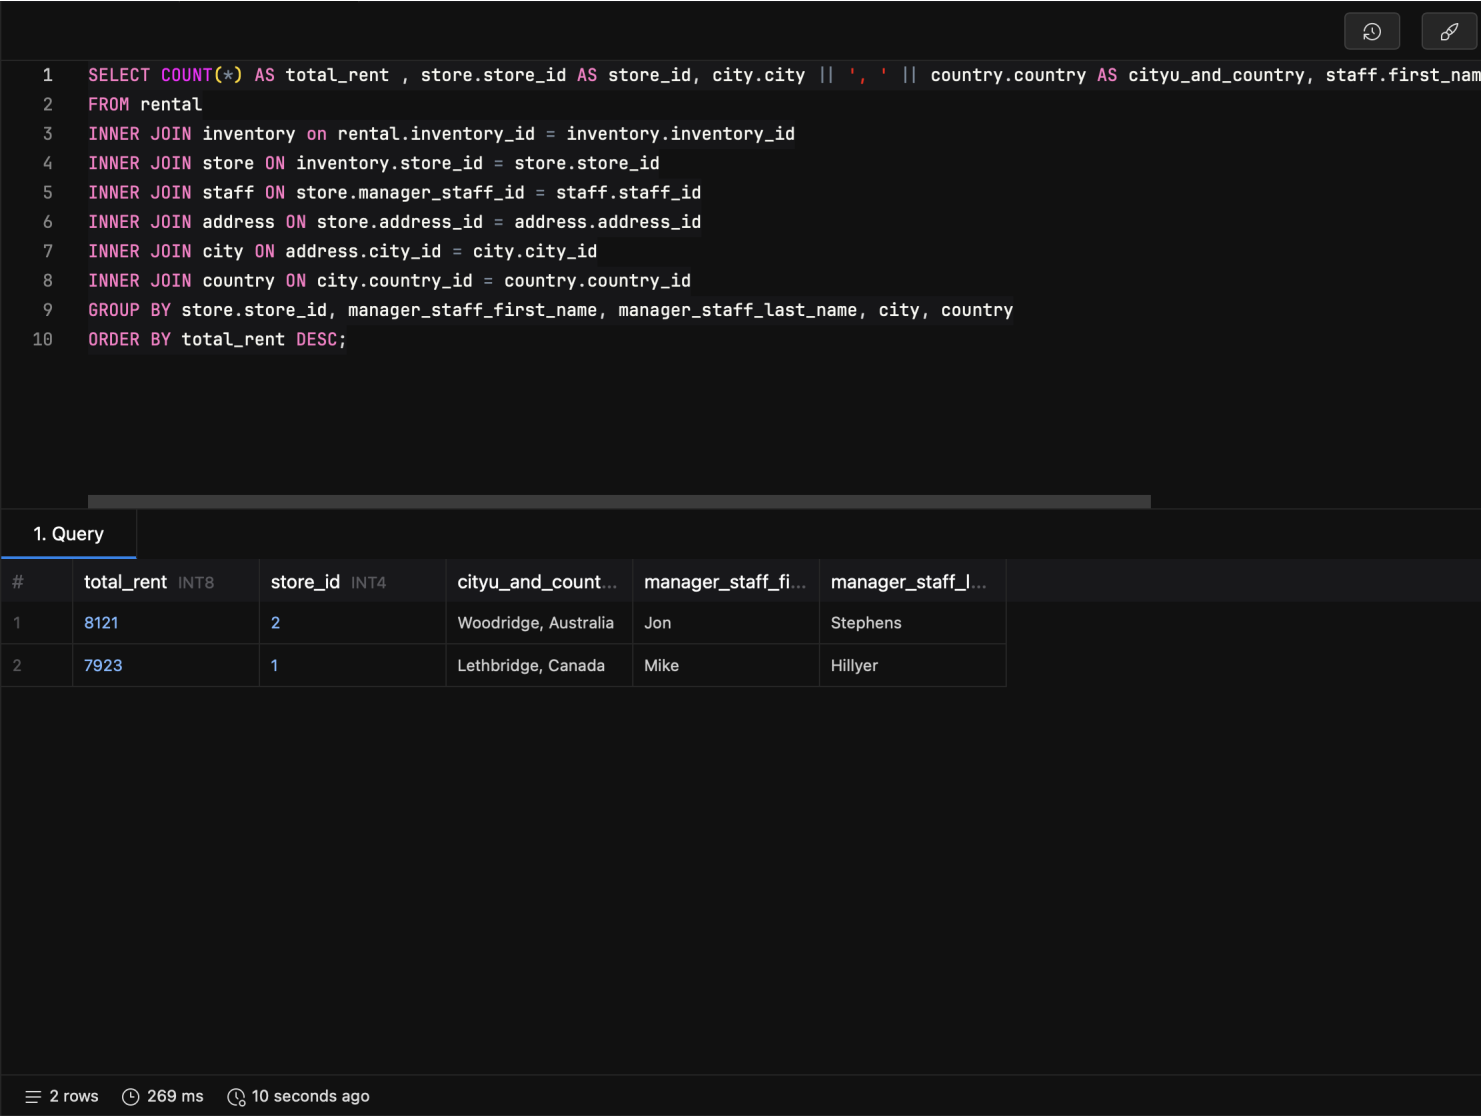 1 SELECT COUNT(*) AS total_rent , store.store_id AS store_id, city.city || ', ' || country.country AS cityu_and_country, staff.first_nam
2 FROM rental
3 INNER JOIN inventory on rental.inventory_id = inventory.inventory_id
4 INNER JOIN store ON inventory.store_id = store.store_id
5 INNER JOIN staff ON store.manager_staff_id = staff.staff_id
6 INNER JOIN address ON store.address_id = address.address_id
7 INNER JOIN city ON address.city_id = city.city_id
8 INNER JOIN country ON city.country_id = country.country_id
9 GROUP BY store.store_id, manager_staff_first_name, manager_staff_last_name, city, country
10 ORDER BY total_rent DESC;
1. Query
# total_rent INT8 store_id INT4 cityu_and_count... manager_staff_fi... manager_staff_l...
1 8121 2 Woodridge, Australia Jon Stephens
2 7923 1 Lethbridge, Canada Mike Hillyer
2 rows 269 ms 10 seconds ago